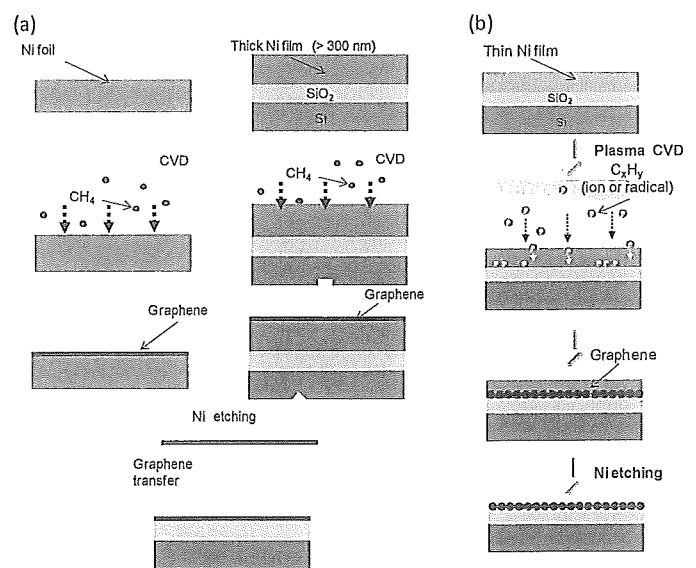 (a)
Ni foil
Thick Ni film (> 300 nm)
SiO₂
Si
CVD
CH₄
CVD
CH₄
Graphene
Graphene
Ni etching
Graphene
transfer
(b)
Thin Ni film
SiO₂
Si
Plasma CVD
CₓHᵧ
(ion or radical)
Graphene
Ni etching